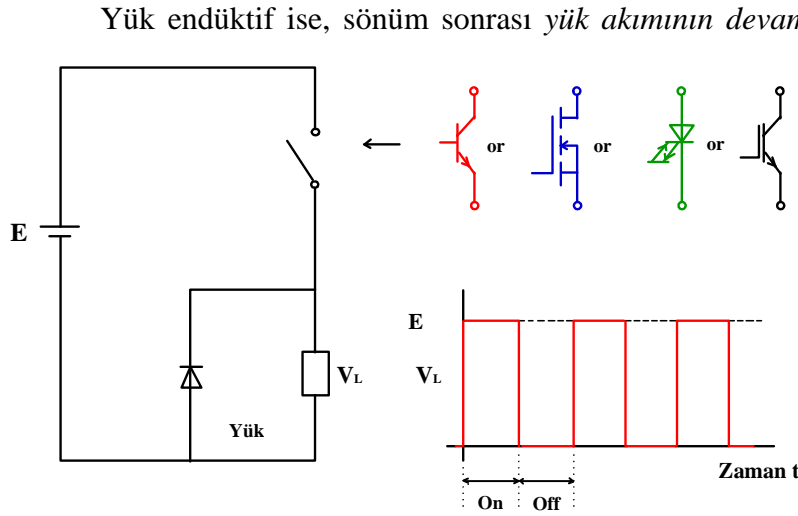 Yük endüktif ise, sönüm sonrası yük akımının devam
or or or
E
E
VL VL
Yük
Zaman t
On Off